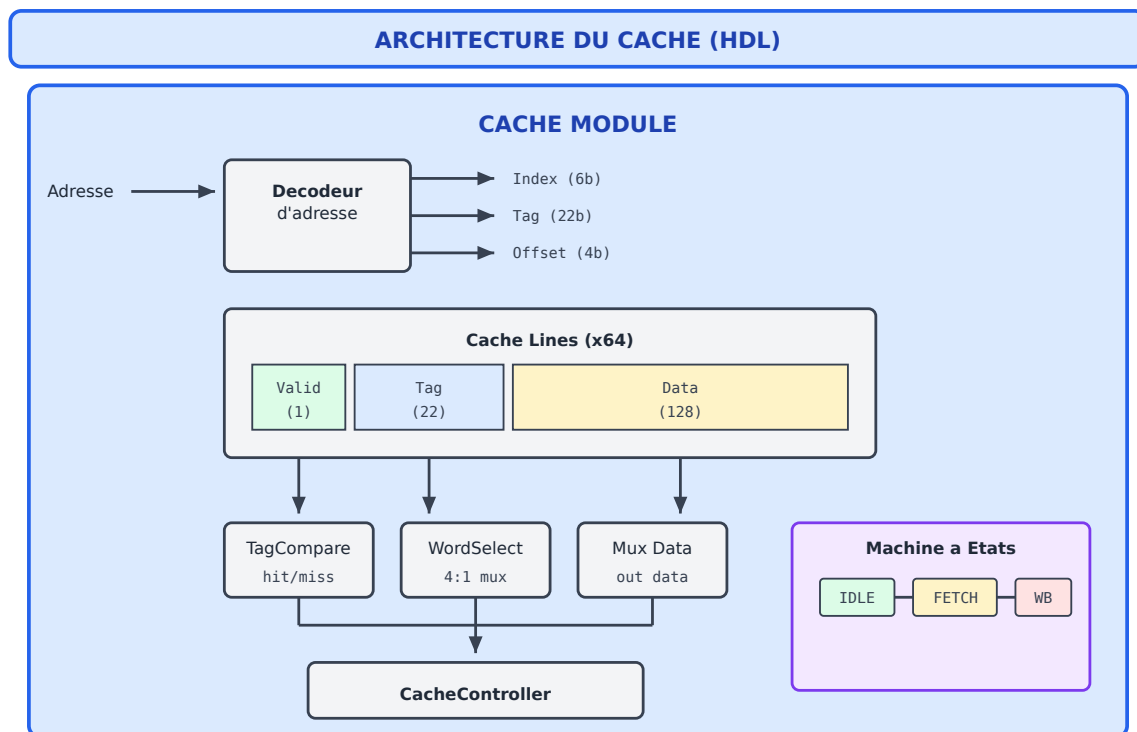 ARCHITECTURE DU CACHE (HDL)
CACHE MODULE
Adresse
Decodeur
d'adresse
Index (6b)
Tag (22b)
Offset (4b)
Cache Lines (x64)
Valid
(1)
Tag
(22)
Data
(128)
TagCompare
hit/miss
WordSelect
4:1 mux
Mux Data
out data
Machine a Etats
IDLE
FETCH
WB
CacheController